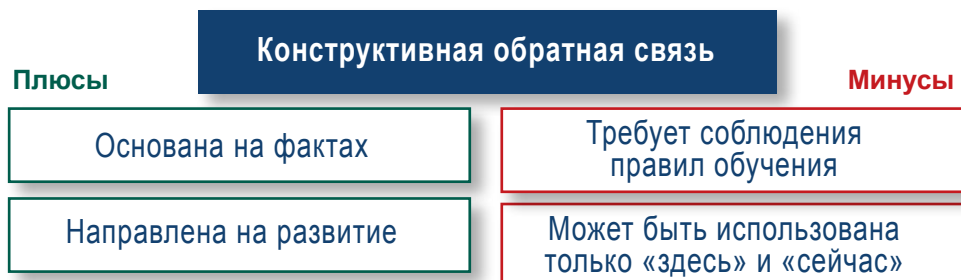 Конструктивная обратная связь
Плюсы
Минусы
Основана на фактах
Требует соблюдения
правил обучения
Направлена на развитие
Может быть использована
только «здесь» и «сейчас»